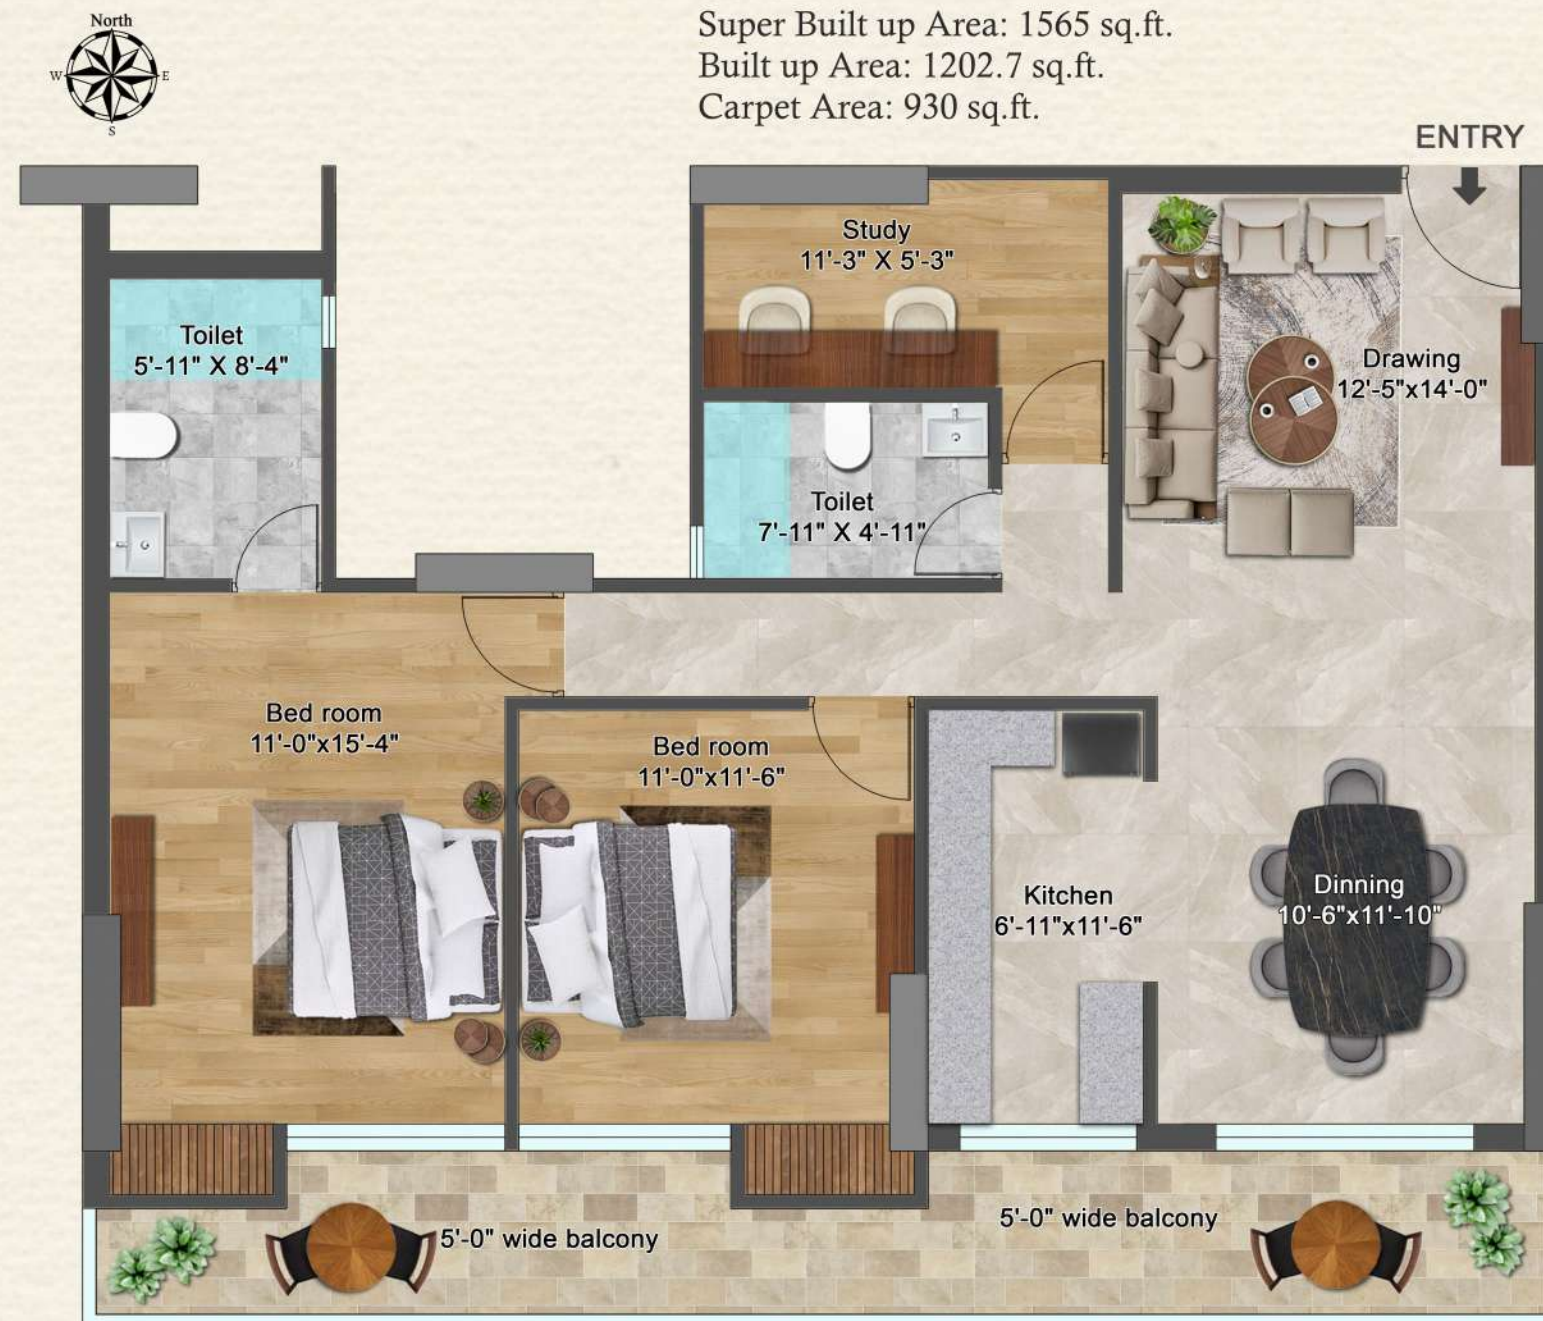 North
W
E
S
Super Built up Area: 1565 sq.ft.
Built up Area: 1202.7 sq.ft.
Carpet Area: 930 sq.ft.
ENTRY
Study
11'-3" X 5'-3"
Toilet
5'-11" X 8'-4"
Drawing
12'-5"x14'-0"
Toilet
7'-11" X 4'-11"
Bed room
11'-0"x15'-4"
Bed room
11'-0"x11'-6"
Kitchen
6'-11"x11'-6"
Dinning
10'-6"x11'-10"
5'-0" wide balcony
5'-0" wide balcony